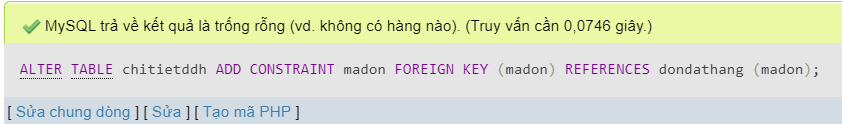 MySQL trả về kết quả là trống rỗng (vd. không có hàng nào). (Truy vấn cần 0,0746 giây.)
ALTER TABLE chitietddh ADD CONSTRAINT madon FOREIGN KEY (madon) REFERENCES dondathang (madon);
[ Sửa chung dòng ] [ Sửa ] [ Tạo mã PHP ]